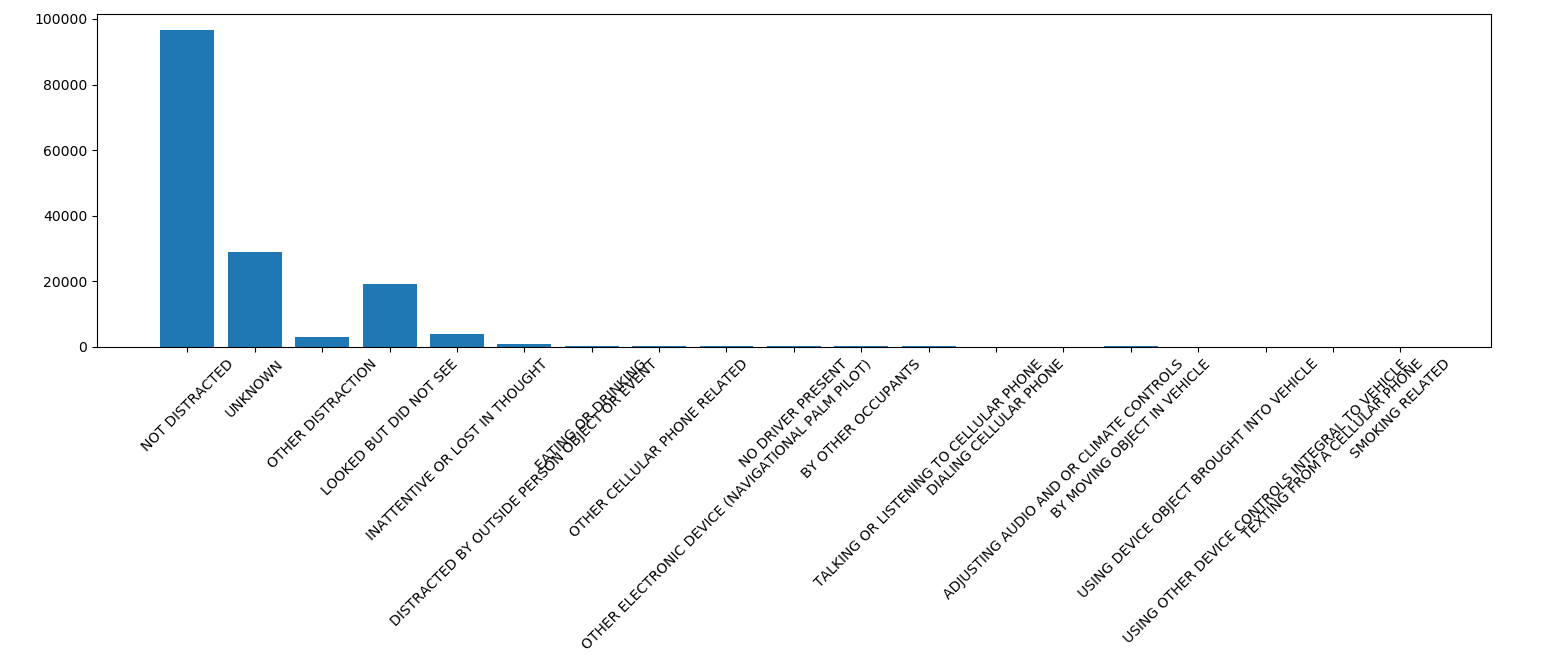 100000
80000
60000
40000
20000
0
NOT DISTRACTED
UNKNOWN
OTHER DISTRACTION
LOOKED BUT DID NOT SEE
INATTENTIVE OR LOST IN THOUGHT
DISTRACTED BY OUTSIDE PERSON OBJECT OR EVENT
EATING OR DRINKING
OTHER CELLULAR PHONE RELATED
OTHER ELECTRONIC DEVICE (NAVIGATIONAL PALM PILOT)
NO DRIVER PRESENT
BY OTHER OCCUPANTS
TALKING OR LISTENING TO CELLULAR PHONE
DIALING CELLULAR PHONE
ADJUSTING AUDIO AND OR CLIMATE CONTROLS
BY MOVING OBJECT IN VEHICLE
USING DEVICE OBJECT BROUGHT INTO VEHICLE
USING OTHER DEVICE CONTROLS INTEGRAL TO VEHICLE
TEXTING FROM A CELLULAR PHONE
SMOKING RELATED